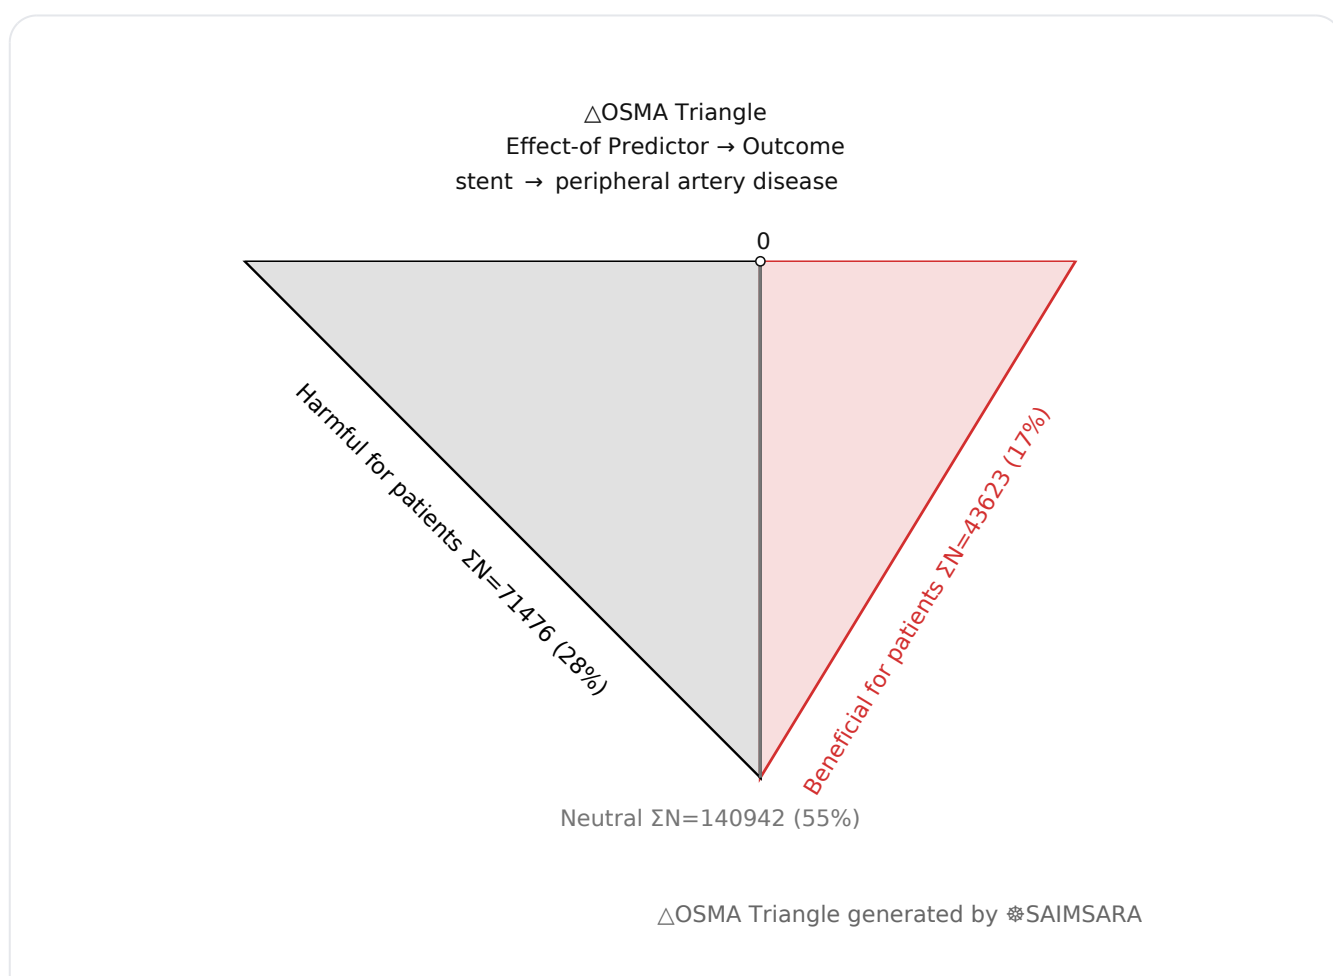 △OSMA Triangle
Effect-of Predictor → Outcome
stent → peripheral artery disease
0
Harmful for patients ΣN=71476 (28%)
Beneficial for patients ΣN=43623 (17%)
Neutral ΣN=140942 (55%)
△OSMA Triangle generated by ☸SAIMSARA